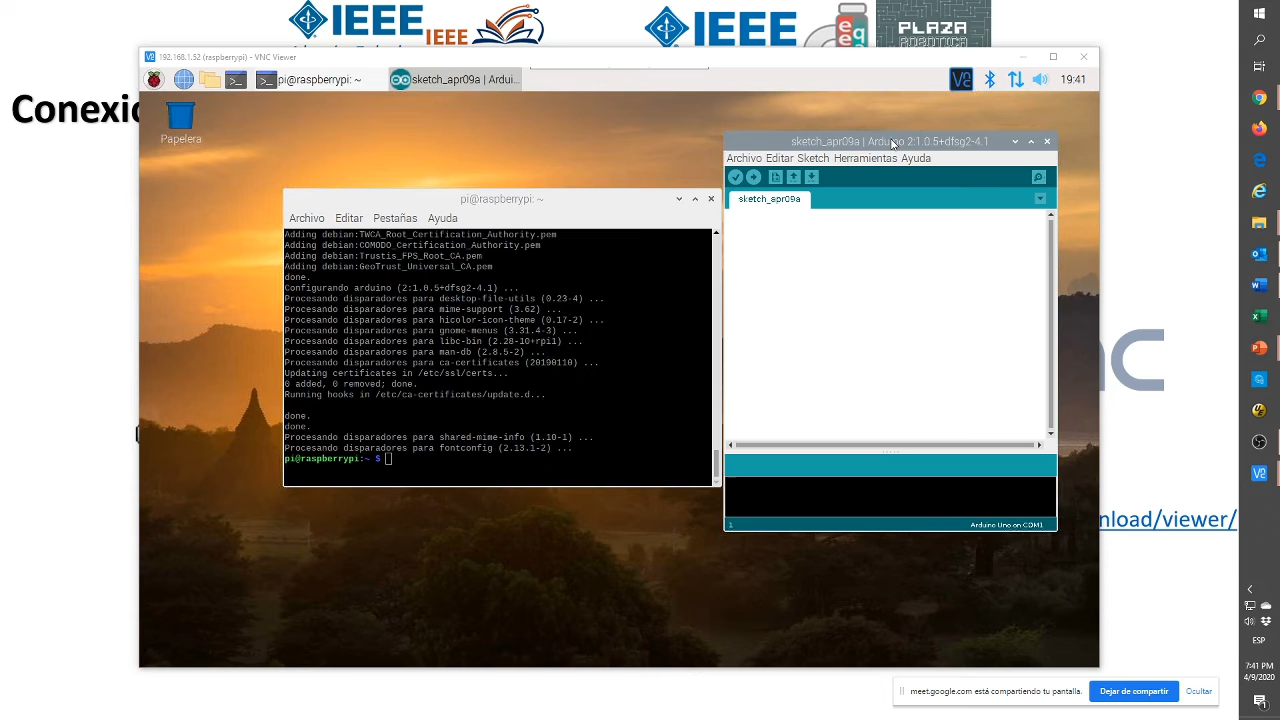 IEEE
IEEE
IEEE
PLAZA
ROBOTICA
192.168.1.52 (raspberrypi) - VNC Viewer
pi@raspberrypi: ~
sketch_apr09a | Ardui...
19:41
Papelera
sketch_apr09a | Arduino 2:1.0.5+dfsg2-4.1
Archivo Editar Sketch Herramientas Ayuda
sketch_apr09a
pi@raspberrypi: ~
Archivo Editar Pestañas Ayuda
Adding debian:TWCA_Root_Certification_Authority.pem
Adding debian:COMODO_Certification_Authority.pem
Adding debian:Trustis_FPS_Root_CA.pem
Adding debian:GeoTrust_Universal_CA.pem
done.
Configurando arduino (2:1.0.5+dfsg2-4.1) ...
Procesando disparadores para desktop-file-utils (0.23-4) ...
Procesando disparadores para mime-support (3.62) ...
Procesando disparadores para hicolor-icon-theme (0.17-2) ...
Procesando disparadores para gnome-menus (3.31.4-3) ...
Procesando disparadores para libc-bin (2.28-10+rpi1) ...
Procesando disparadores para man-db (2.8.5-2) ...
Procesando disparadores para ca-certificates (20190110) ...
Updating certificates in /etc/ssl/certs...
0 added, 0 removed; done.
Running hooks in /etc/ca-certificates/update.d...
done.
done.
Procesando disparadores para shared-mime-info (1.10-1) ...
Procesando disparadores para fontconfig (2.13.1-2) ...
pi@raspberrypi:~ $
1
Arduino Uno on COM1
Conexió
nc
nload/viewer/
meet.google.com está compartiendo tu pantalla.
Dejar de compartir
Ocultar
ESP
7:41 PM
4/9/2020